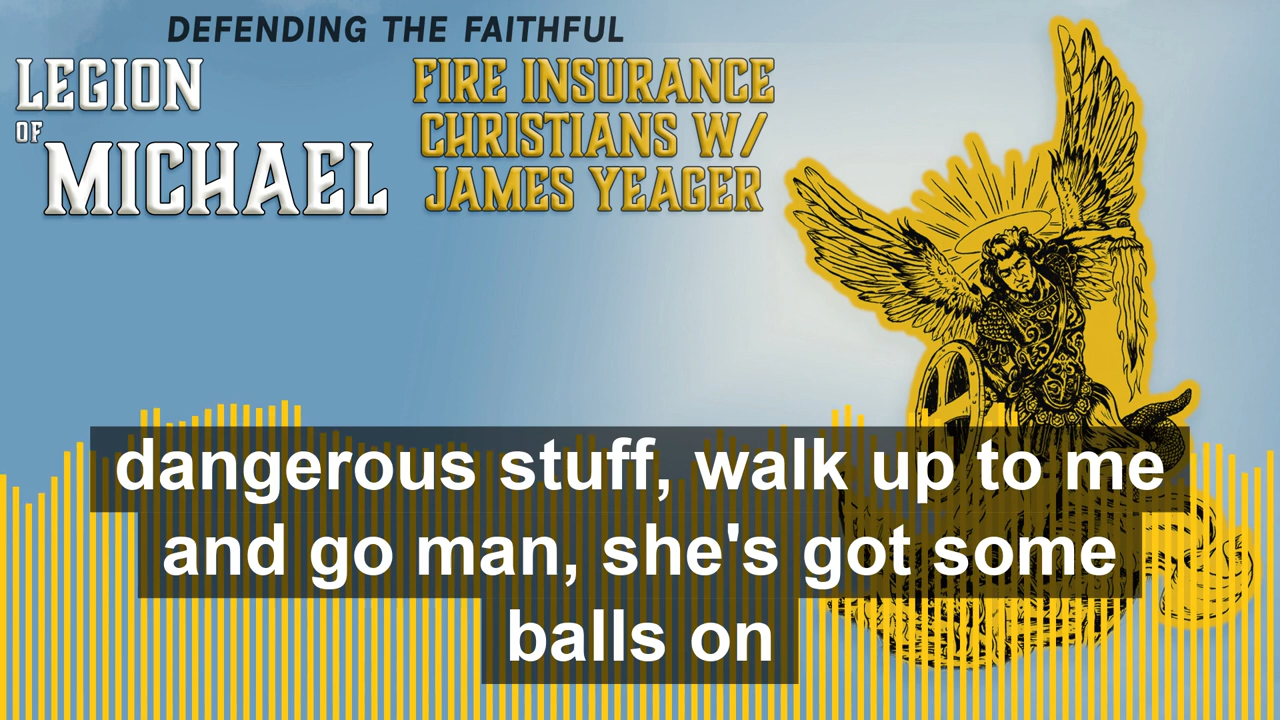 DEFENDING THE FAITHFUL
LEGION
OF
MICHAEL
FIRE INSURANCE
CHRISTIANS W/
JAMES YEAGER
dangerous stuff, walk up to me
and go man, she's got some
balls on